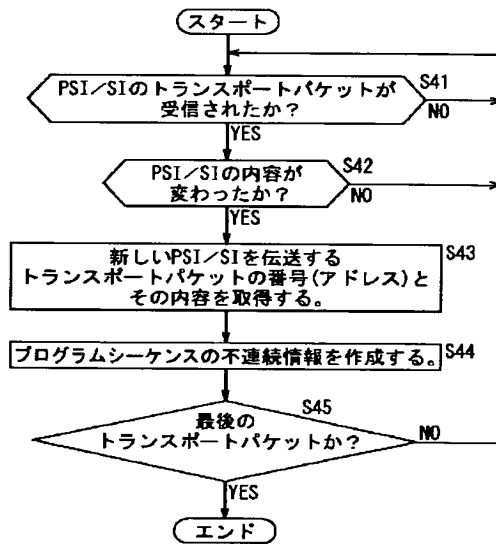 スタート
PSI/SIのトランスポートパケットが
受信されたか?
S41
NO
YES
PSI/SIの内容が
変わったか?
S42
NO
YES
新しいPSI/SIを伝送する
トランスポートパケットの番号(アドレス)と
その内容を取得する。
S43
プログラムシーケンスの不連続情報を作成する。
S44
最後の
トランスポートパケットか?
S45
NO
YES
エンド